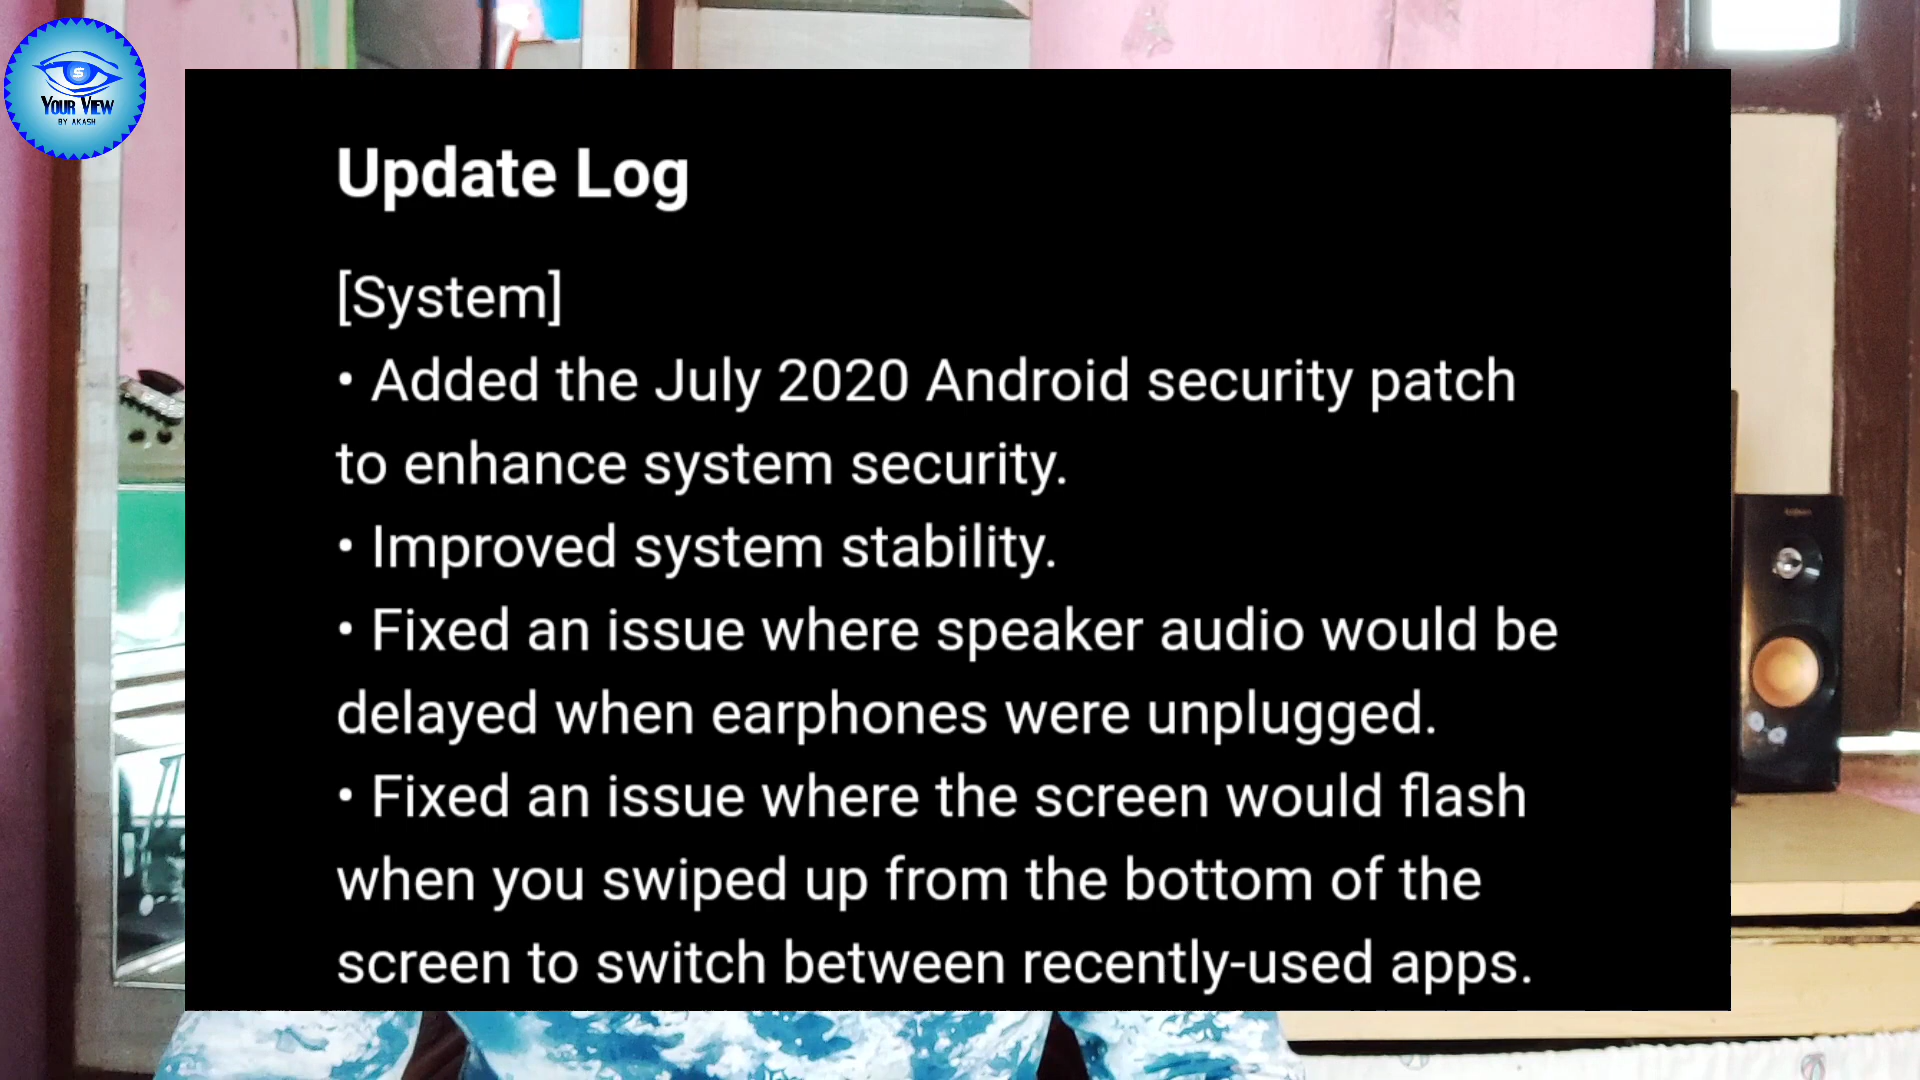 YOUR VIEW
BY AKASH
Update Log
[System]
• Added the July 2020 Android security patch
to enhance system security.
• Improved system stability.
• Fixed an issue where speaker audio would be
delayed when earphones were unplugged.
• Fixed an issue where the screen would flash
when you swiped up from the bottom of the
screen to switch between recently-used apps.